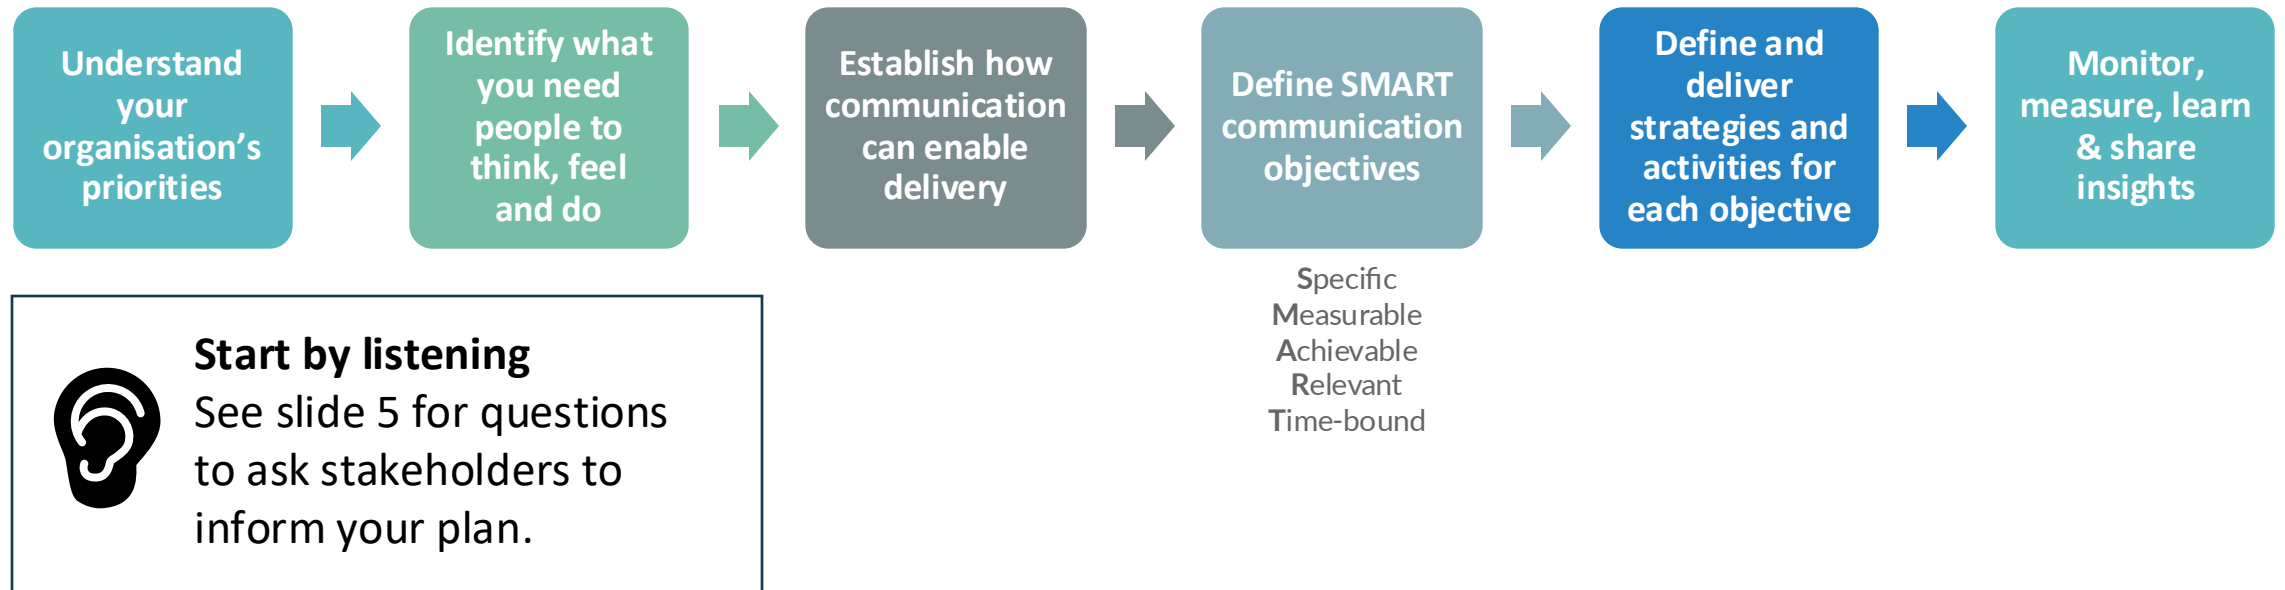 Understand
your
organisation’s
priorities
Identify what
you need
people to
think, feel
and do
Establish how
communication
can enable
delivery
Define SMART
communication
objectives
Define and
deliver
strategies and
activities for
each objective
Monitor,
measure, learn
& share
insights
Specific
Measurable
Achievable
Relevant
Time-bound
Start by listening
See slide 5 for questions
to ask stakeholders to
inform your plan.